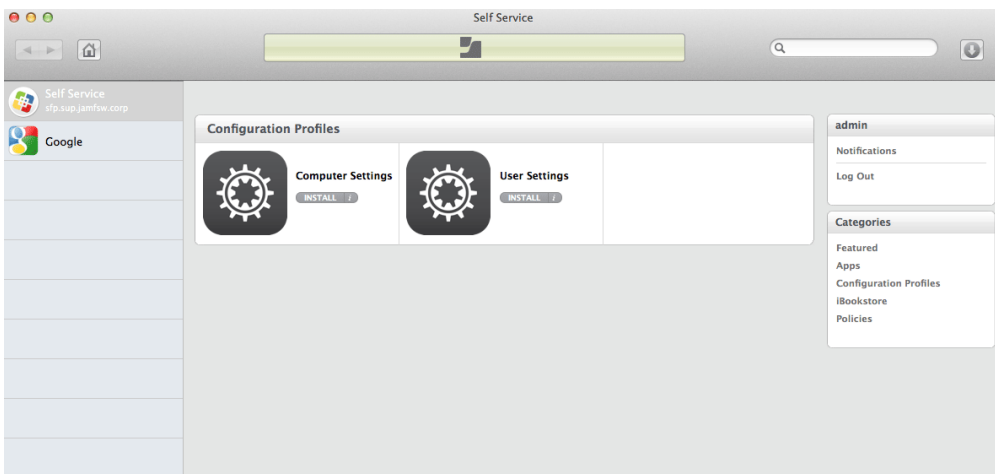 Self Service
Self Service
sfp.sup.jamfsw.corp
Google
Configuration Profiles
Computer Settings
INSTALL i
User Settings
INSTALL i
admin
Notifications
Log Out
Categories
Featured
Apps
Configuration Profiles
iBookstore
Policies